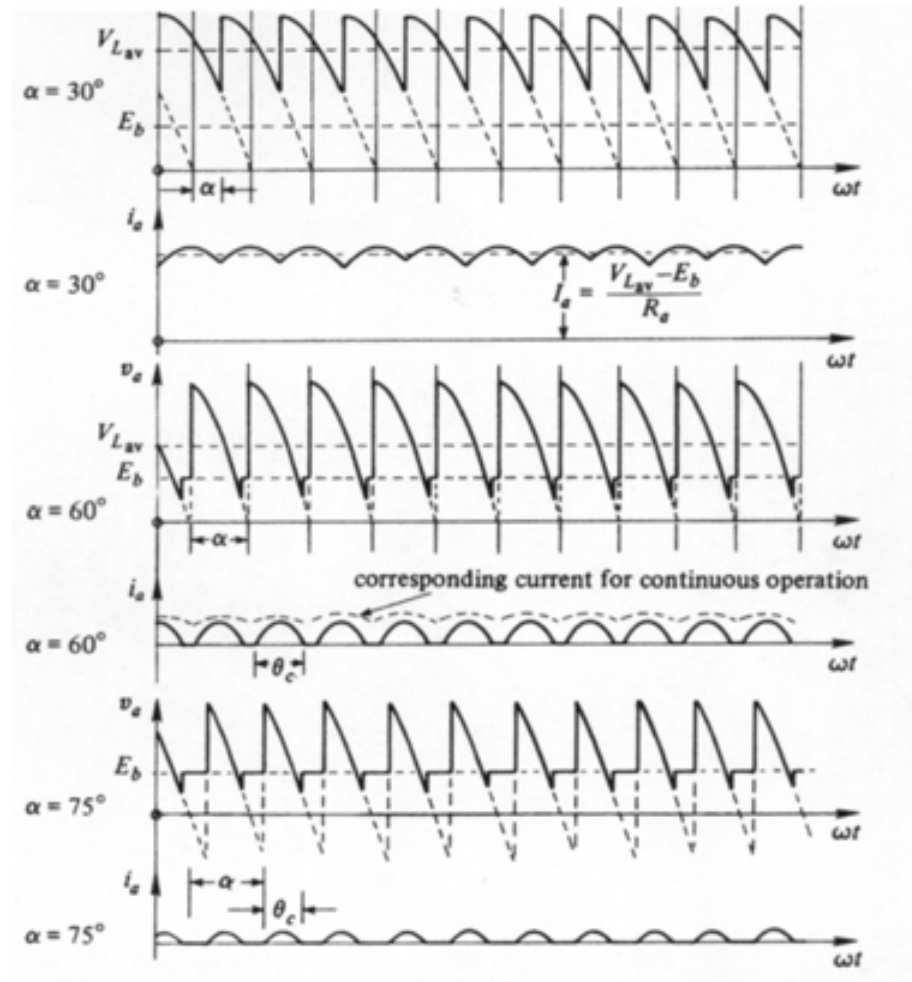 V_{L_{av}}
α = 30°
E_b
α
ωt
i_a
α = 30°
I_a = \frac{V_{L_{av}} - E_b}{R_a}
ωt
v_a
V_{L_{av}}
E_b
α = 60°
α
ωt
i_a
corresponding current for continuous operation
α = 60°
θ_c
ωt
v_a
E_b
α = 75°
ωt
i_a
α
θ_c
α = 75°
ωt